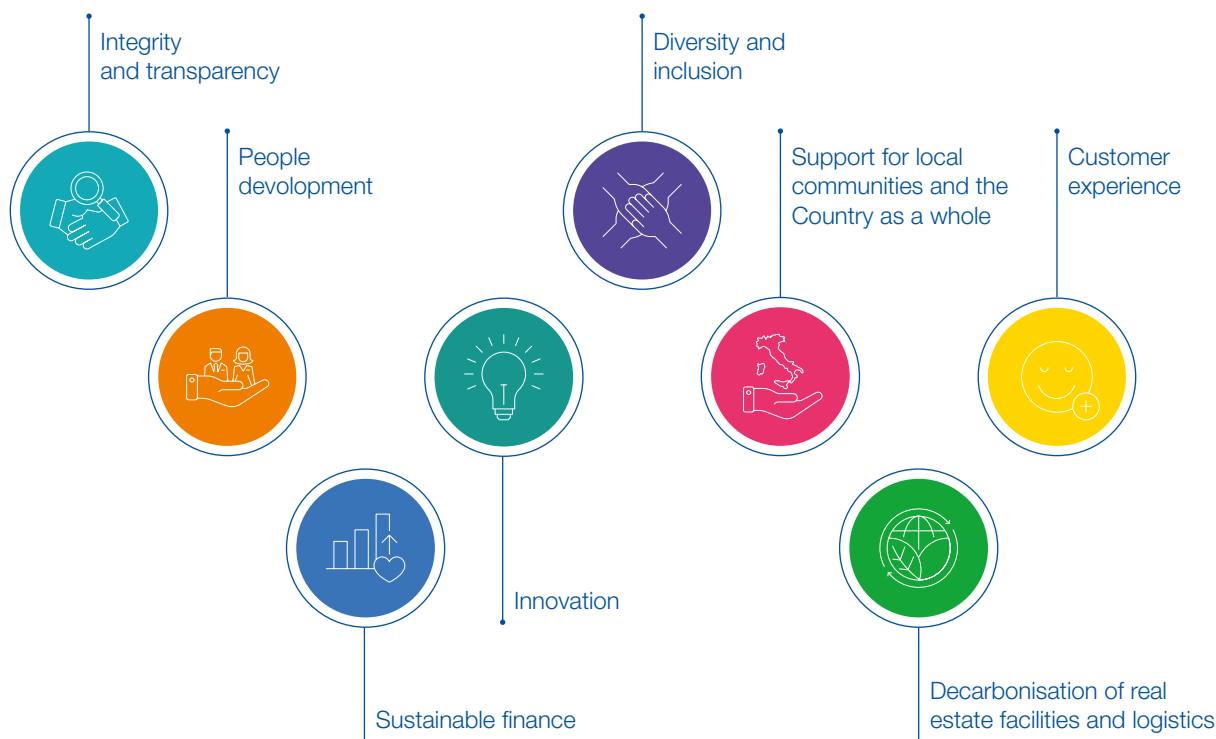 Integrity
and transparency
Diversity and
inclusion
People
devolopment
Support for local
communities and the
Country as a whole
Customer
experience
Innovation
Sustainable finance
Decarbonisation of real
estate facilities and logistics